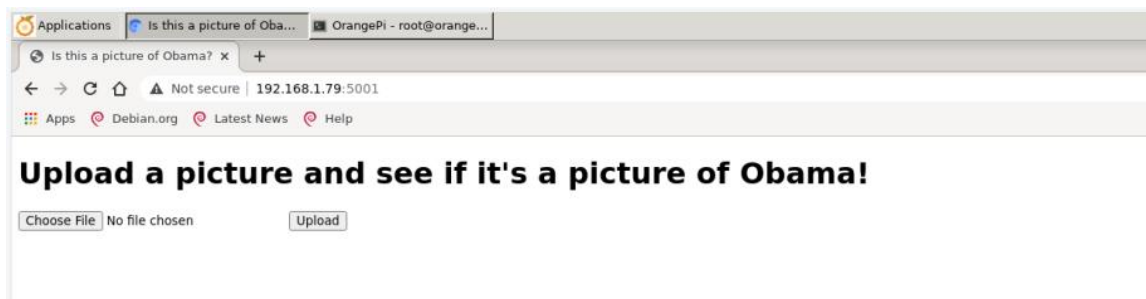 Applications Is this a picture of Oba... OrangePi - root@orange...
Is this a picture of Obama? × +
Not secure | 192.168.1.79:5001
Apps Debian.org Latest News Help
Upload a picture and see if it's a picture of Obama!
Choose File No file chosen Upload